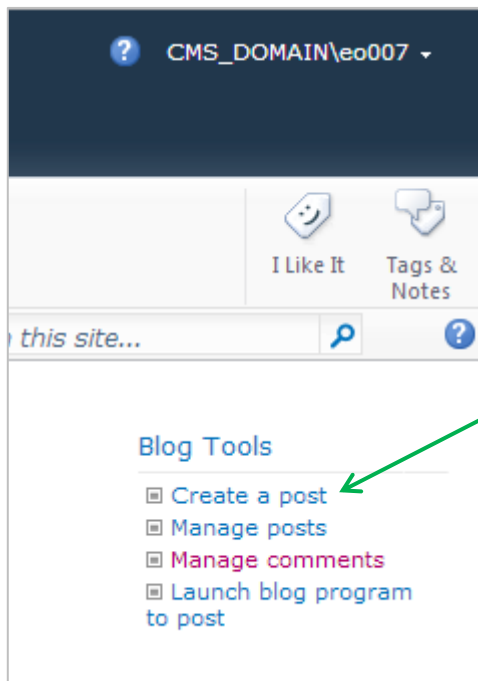 CMS_DOMAIN\eo007
I Like It
Tags &
Notes
this site...
Blog Tools
Create a post
Manage posts
Manage comments
Launch blog program
to post